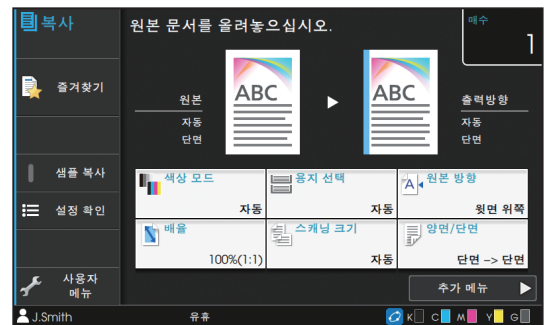 복사
원본 문서를 올려놓으십시오.
매수
1
즐겨찾기
샘플 복사
설정 확인
사용자
메뉴
원본
자동
단면
ABC
ABC
출력방향
자동
단면
색상 모드
자동
용지 선택
자동
A
원본 방향
윗면 위쪽
배율
100%(1:1)
스캐닝 크기
자동
양면/단면
단면 –> 단면
추가 메뉴
J.Smith
유휴
K C M Y G